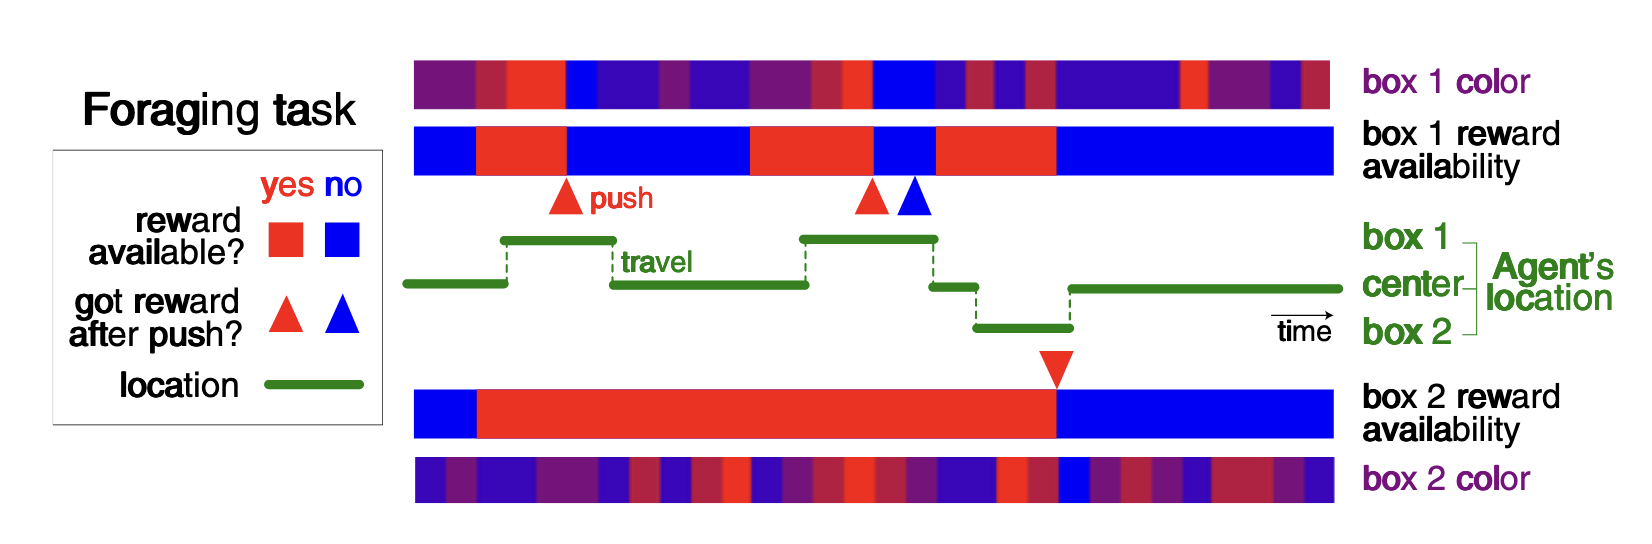 Foraging task
yes no
reward
available?
got reward
after push?
location
box 1 color
box 1 reward
availability
push
travel
box 1
center
box 2
Agent's
location
time
box 2 reward
availability
box 2 color